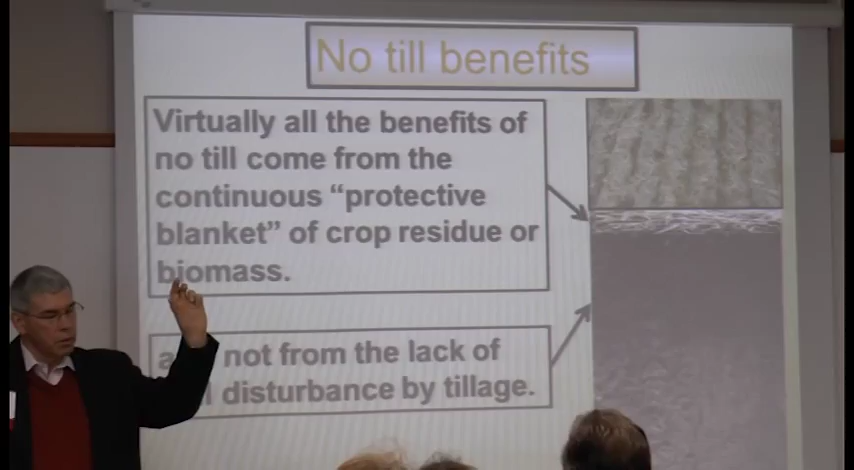 No till benefits
Virtually all the benefits of
no till come from the
continuous “protective
blanket” of crop residue or
biomass.
not from the lack of
disturbance by tillage.